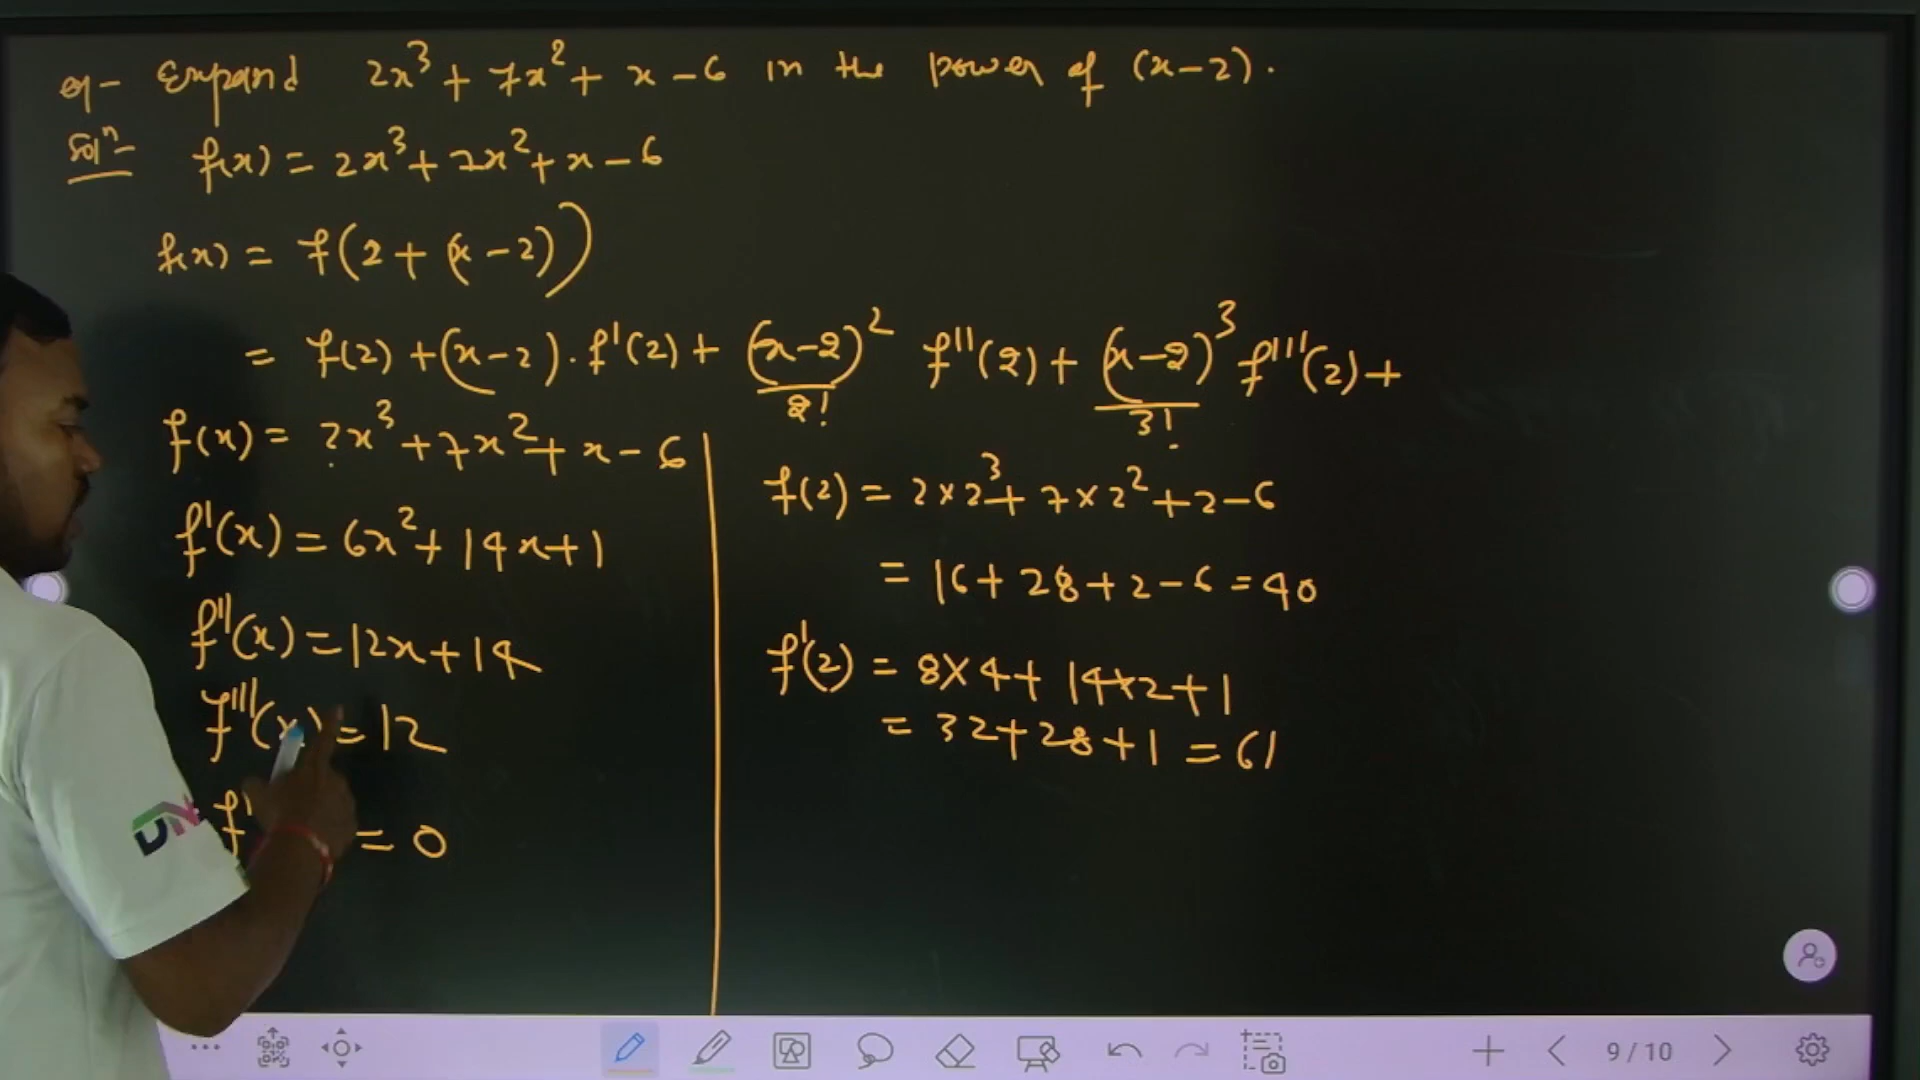 Q- Expand 2x³ + 7x² + x - 6 in the power of (x-2).
Solⁿ- f(x) = 2x³ + 7x² + x - 6
f(x) = f(2 + (x-2))
= f(2) + (x-2). f'(2) + (x-2)²/2! f''(2) + (x-2)³/3! f'''(2) +
f(x) = 2x³ + 7x² + x - 6
f'(x) = 6x² + 14x + 1
f''(x) = 12x + 14
f'''(x) = 12
= 0
f(2) = 2×2³ + 7×2² + 2 - 6
= 16 + 28 + 2 - 6 = 40
f'(2) = 8×4 + 14×2 + 1
= 32 + 28 + 1 = 61
9/10